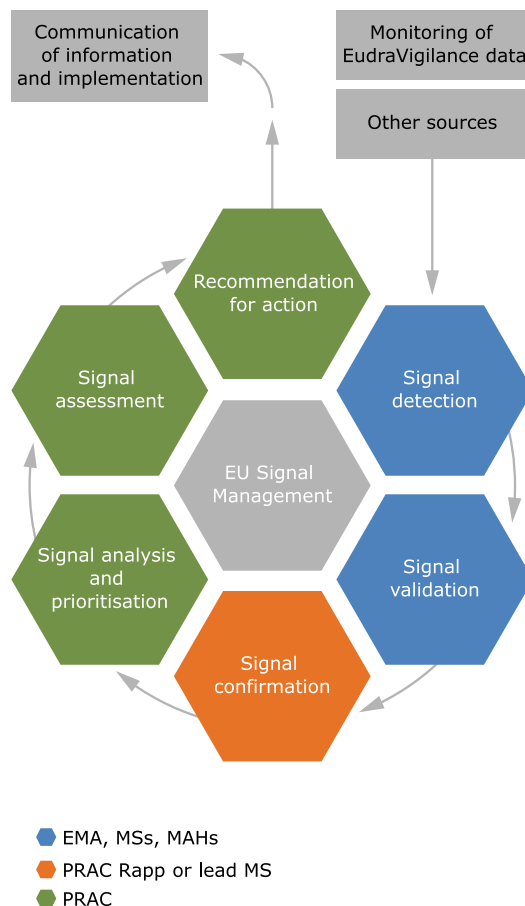 Communication
of information
and implementation
Monitoring of
EudraVigilance data
Other sources
Recommendation
for action
Signal
assessment
Signal
detection
EU Signal
Management
Signal analysis
and
prioritisation
Signal
validation
Signal
confirmation
EMA, MSs, MAHs
PRAC Rapp or lead MS
PRAC